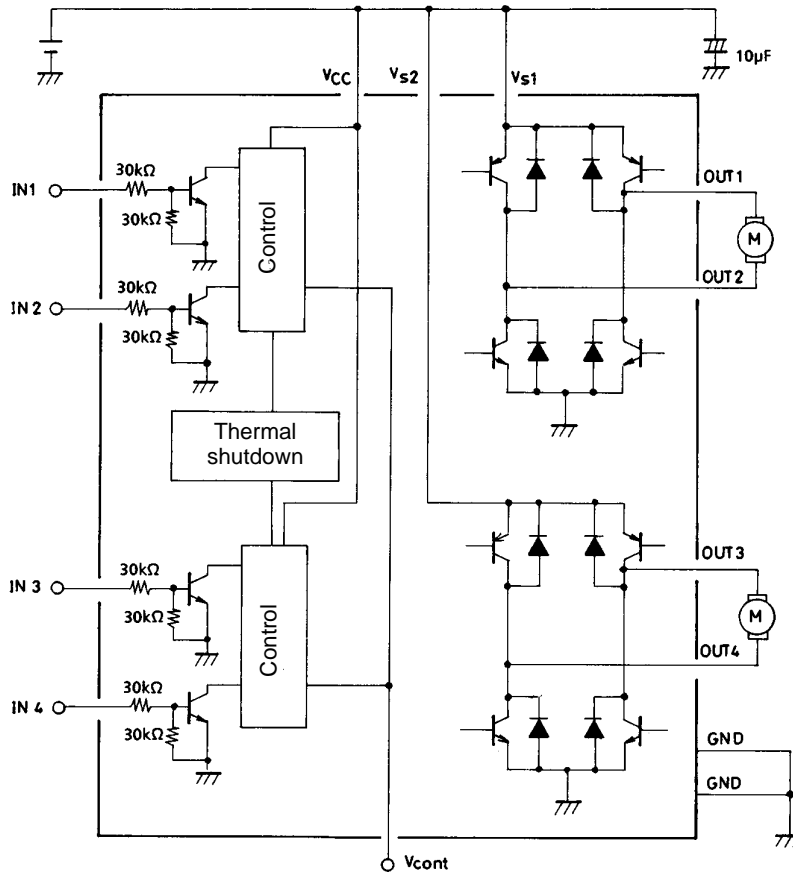 10μF
VCC
VS2
VS1
30kΩ
IN1
30kΩ
Control
OUT1
M
30kΩ
OUT2
IN 2
30kΩ
Thermal
shutdown
30kΩ
OUT3
IN 3
30kΩ
Control
M
30kΩ
OUT4
IN 4
30kΩ
GND
GND
Vcont